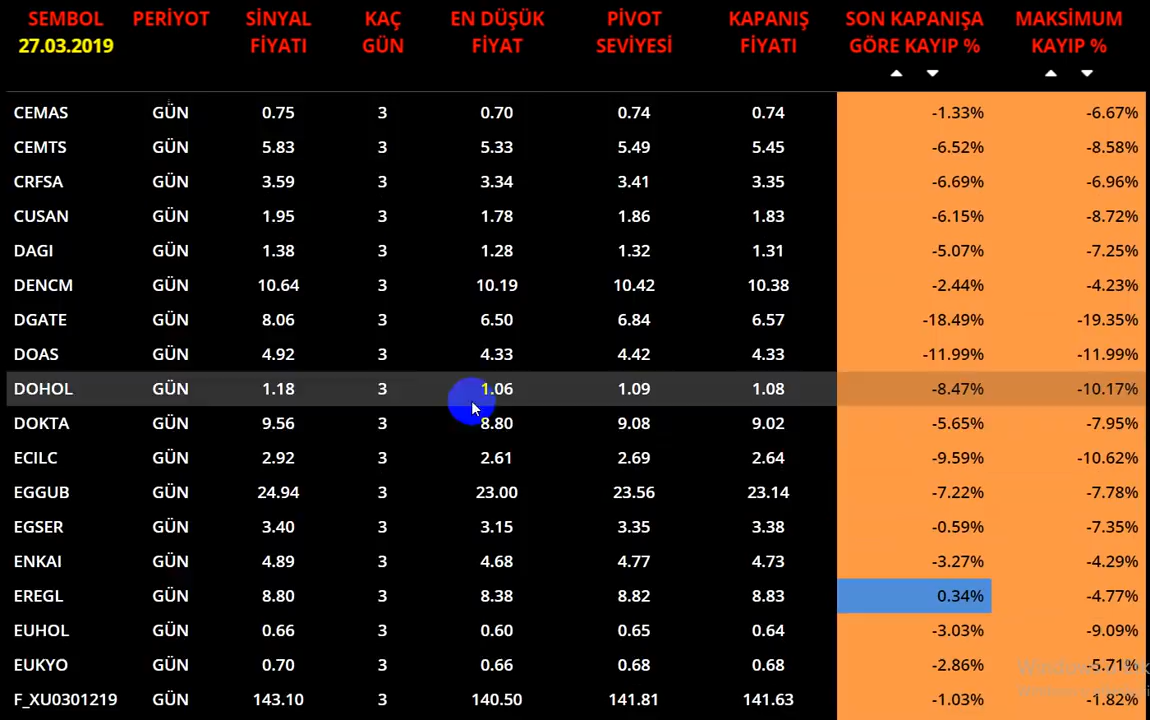 SEMBOL PERİYOT SİNYAL KAÇ EN DÜŞÜK PİVOT KAPANIŞ SON KAPANIŞA MAKSİMUM
27.03.2019 FİYATI GÜN FİYAT SEVİYESİ FİYATI GÖRE KAYIP % KAYIP %
CEMAS GÜN 0.75 3 0.70 0.74 0.74 -1.33% -6.67%
CEMTS GÜN 5.83 3 5.33 5.49 5.45 -6.52% -8.58%
CRFSA GÜN 3.59 3 3.34 3.41 3.35 -6.69% -6.96%
CUSAN GÜN 1.95 3 1.78 1.86 1.83 -6.15% -8.72%
DAGI GÜN 1.38 3 1.28 1.32 1.31 -5.07% -7.25%
DENCM GÜN 10.64 3 10.19 10.42 10.38 -2.44% -4.23%
DGATE GÜN 8.06 3 6.50 6.84 6.57 -18.49% -19.35%
DOAS GÜN 4.92 3 4.33 4.42 4.33 -11.99% -11.99%
DOHOL GÜN 1.18 3 1.06 1.09 1.08 -8.47% -10.17%
DOKTA GÜN 9.56 3 8.80 9.08 9.02 -5.65% -7.95%
ECILC GÜN 2.92 3 2.61 2.69 2.64 -9.59% -10.62%
EGGUB GÜN 24.94 3 23.00 23.56 23.14 -7.22% -7.78%
EGSER GÜN 3.40 3 3.15 3.35 3.38 -0.59% -7.35%
ENKAI GÜN 4.89 3 4.68 4.77 4.73 -3.27% -4.29%
EREGL GÜN 8.80 3 8.38 8.82 8.83 0.34% -4.77%
EUHOL GÜN 0.66 3 0.60 0.65 0.64 -3.03% -9.09%
EUKYO GÜN 0.70 3 0.66 0.68 0.68 -2.86% -5.71%
F_XU0301219 GÜN 143.10 3 140.50 141.81 141.63 -1.03% -1.82%